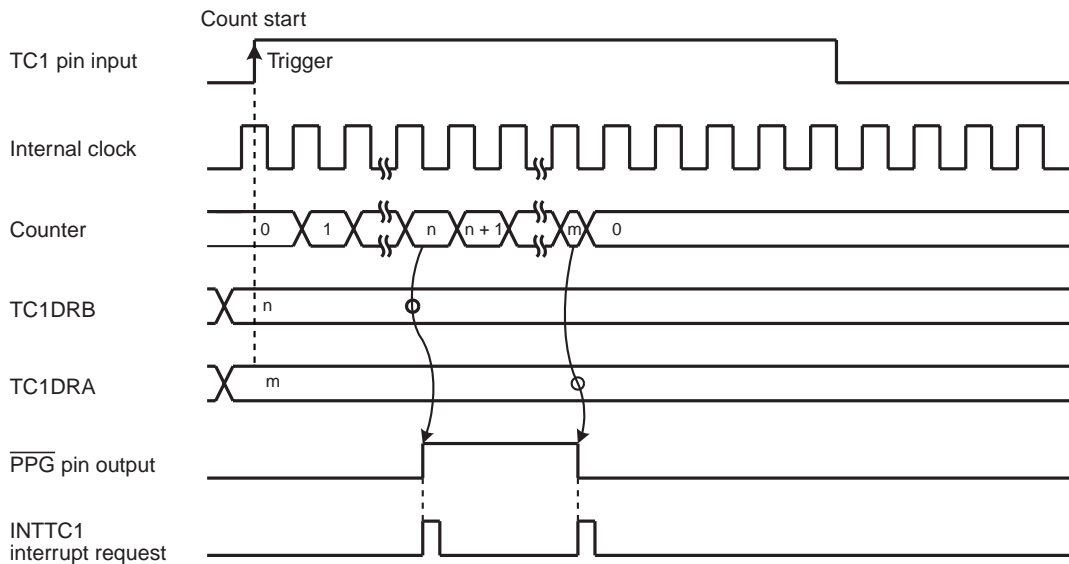 Count start
TC1 pin input
Trigger
Internal clock
Counter
0 1 n n + 1 m 0
TC1DRB
n
TC1DRA
m
PPG pin output
INTTC1
interrupt request